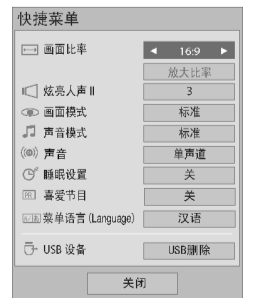 快捷菜单
画面比率 16:9
放大比率
炫亮人声 II 3
画面模式 标准
声音模式 标准
声音 单声道
睡眠设置 关
喜爱节目 关
菜单语言 (Language) 汉语
USB 设备 USB删除
关闭